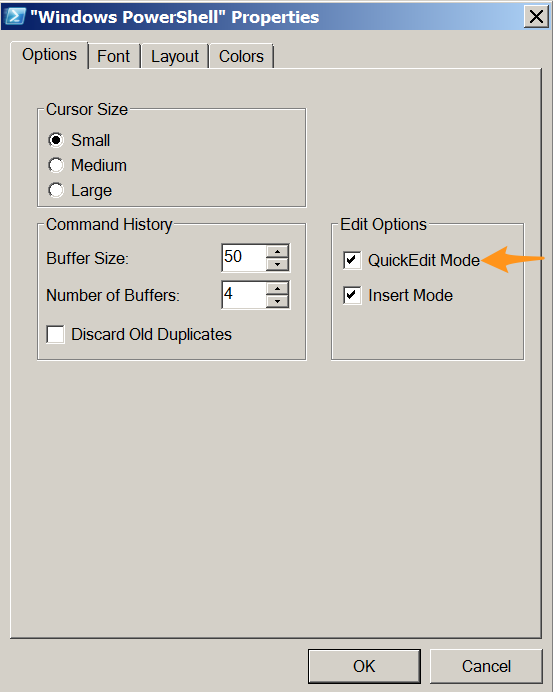 "Windows PowerShell" Properties
Options
Font
Layout
Colors
Cursor Size
Small
Medium
Large
Command History
Buffer Size:
50
Number of Buffers:
4
Discard Old Duplicates
Edit Options
QuickEdit Mode
Insert Mode
OK
Cancel